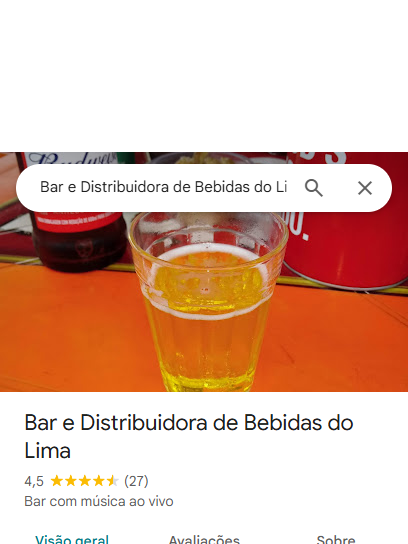 Budweiser
Bar e Distribuidora de Bebidas do Li
Bar e Distribuidora de Bebidas do
Lima
4,5 (27)
Bar com música ao vivo
Visão geral Avaliações Sobre